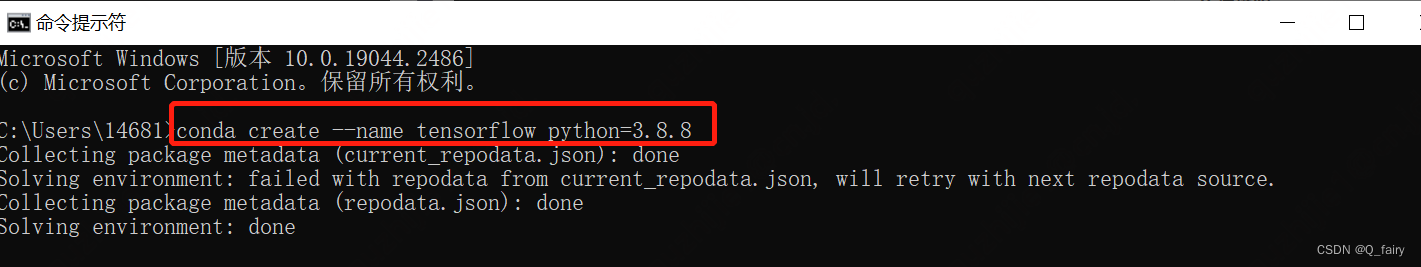 命令提示符
Microsoft Windows [版本 10.0.19044.2486]
(c) Microsoft Corporation。保留所有权利。
C:\Users\14681>conda create --name tensorflow python=3.8.8
Collecting package metadata (current_repodata.json): done
Solving environment: failed with repodata from current_repodata.json, will retry with next repodata source.
Collecting package metadata (repodata.json): done
Solving environment: done
CSDN @Q_fairy